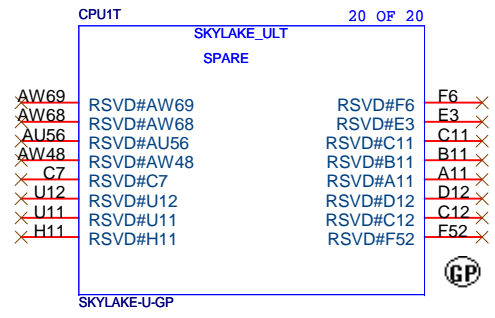 CPU1T 20 OF 20
SKYLAKE_ULT
SPARE
AW69 RSVD#AW69 RSVD#F6 F6
AW68 RSVD#AW68 RSVD#E3 E3
AU56 RSVD#AU56 RSVD#C11 C11
AW48 RSVD#AW48 RSVD#B11 B11
C7 RSVD#C7 RSVD#A11 A11
U12 RSVD#U12 RSVD#D12 D12
U11 RSVD#U11 RSVD#C12 C12
H11 RSVD#H11 RSVD#F52 F52
GP
SKYLAKE-U-GP